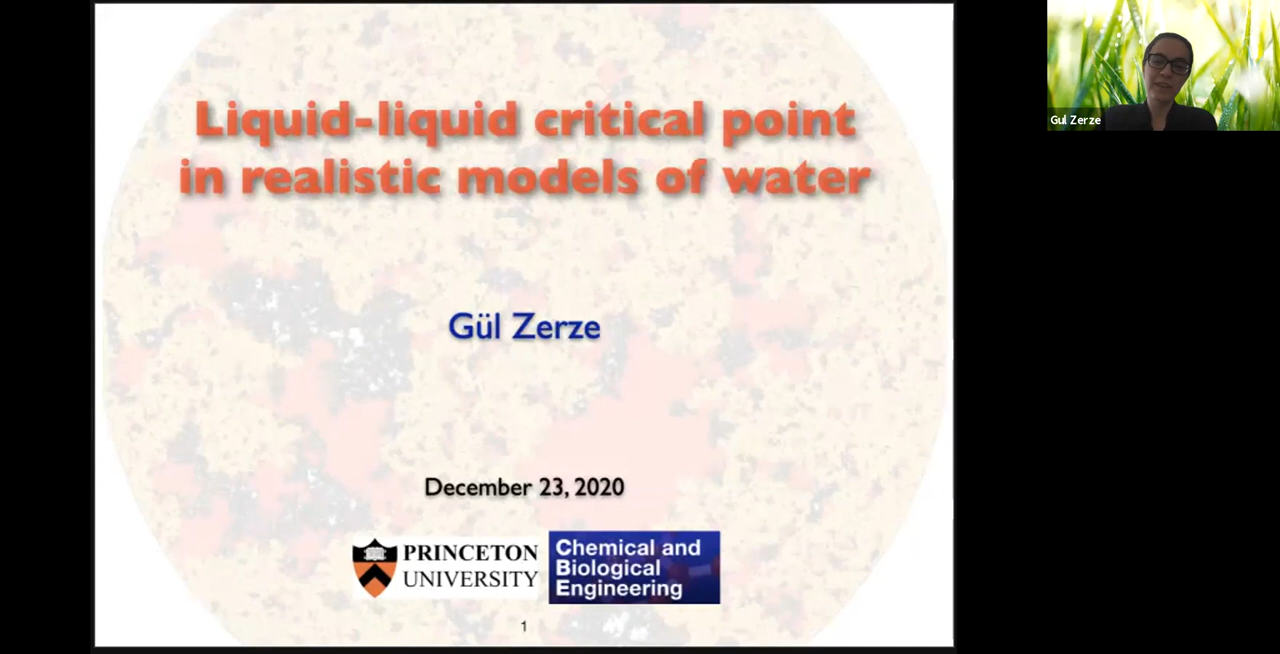 Liquid-liquid critical point
in realistic models of water
Gül Zerze
December 23, 2020
PRINCETON
UNIVERSITY
Chemical and
Biological
Engineering
1
Gul Zerze